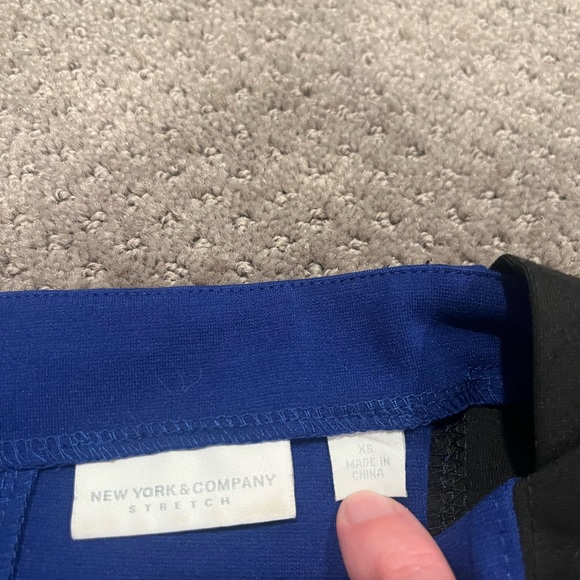 NEW YORK & COMPANY
STRETCH
XS
MADE IN
CHINA